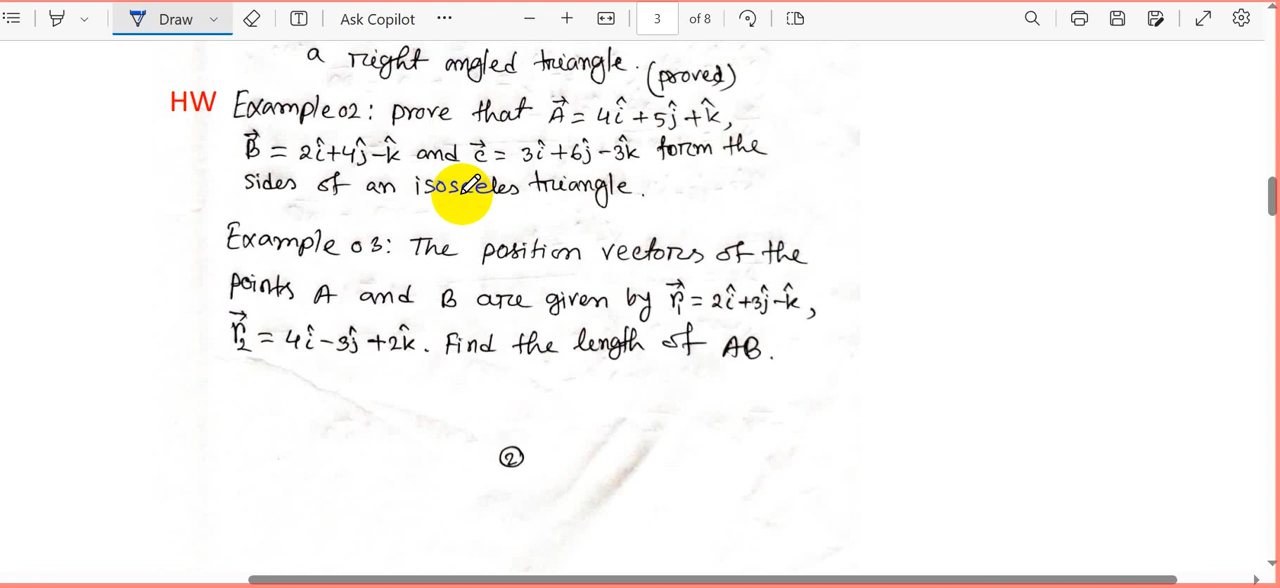 Draw
Ask Copilot
3
of 8
a right angled triangle. (proved)
HW Example 02: prove that A⃗ = 4î + 5ĵ + k̂,
B⃗ = 2î+4ĵ-k̂ and c⃗ = 3î+6ĵ-3k̂ form the
sides of an isosceles triangle.
Example 03: The position vectors of the
points A and B are given by r⃗₁ = 2î+3ĵ-k̂,
r⃗₂ = 4î-3ĵ+2k̂. Find the length of AB.
②